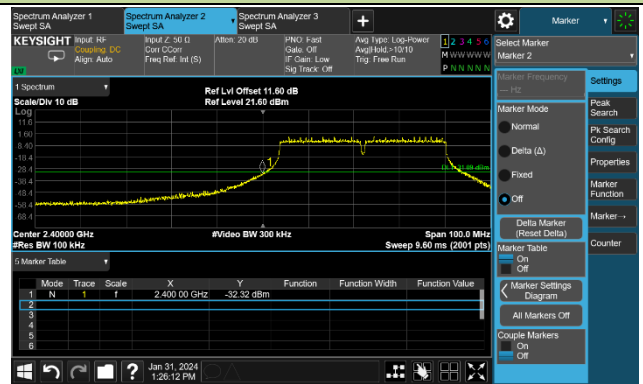 Spectrum Analyzer 1
Swept SA
Spectrum Analyzer 2
Swept SA
Spectrum Analyzer 3
Swept SA
Marker
KEYSIGHT
Input: RF
Coupling: DC
Align: Auto
Input Z: 50 Ω
Corr CCorr
Freq Ref: Int (S)
Atten: 20 dB
PNO: Fast
Gate: Off
IF Gain: Low
Sig Track: Off
Avg Type: Log-Power
Avg|Hold:>10/10
Trig: Free Run
1 2 3 4 5 6
M W W W W W
P N N N N N
Select Marker
Marker 2
1 Spectrum
Scale/Div 10 dB
Ref Lvl Offset 11.60 dB
Ref Level 21.60 dBm
Log
11.6
1.60
-8.40
-18.4
-28.4
-38.4
-48.4
-58.4
-68.4
1
Center 2.40000 GHz
#Video BW 300 kHz
Span 100.0 MHz
#Res BW 100 kHz
Sweep 9.60 ms (2001 pts)
5 Marker Table
Mode Trace Scale X Y Function Function Width Function Value
1 N 1 f 2.400 00 GHz -32.32 dBm
2
3
4
5
6
Marker Frequency
--- Hz
Marker Mode
Normal
Delta (Δ)
Fixed
Off
Delta Marker
(Reset Delta)
Marker Table
On
Off
Marker Settings
Diagram
All Markers Off
Couple Markers
On
Off
Settings
Peak
Search
Pk Search
Config
Properties
Marker
Function
Marker→
Counter
Jan 31, 2024
1:26:12 PM